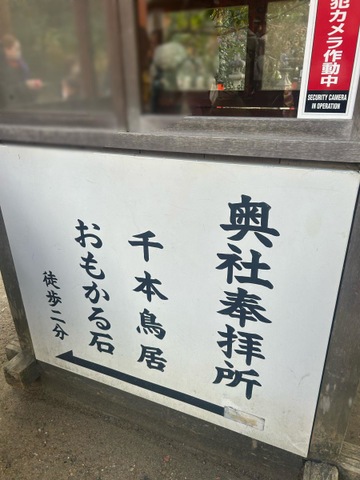 犯カメラ作動中
SECURITY CAMERA
IN OPERATION
奥社奉拝所
千本鳥居
おもかる石
徒歩二分